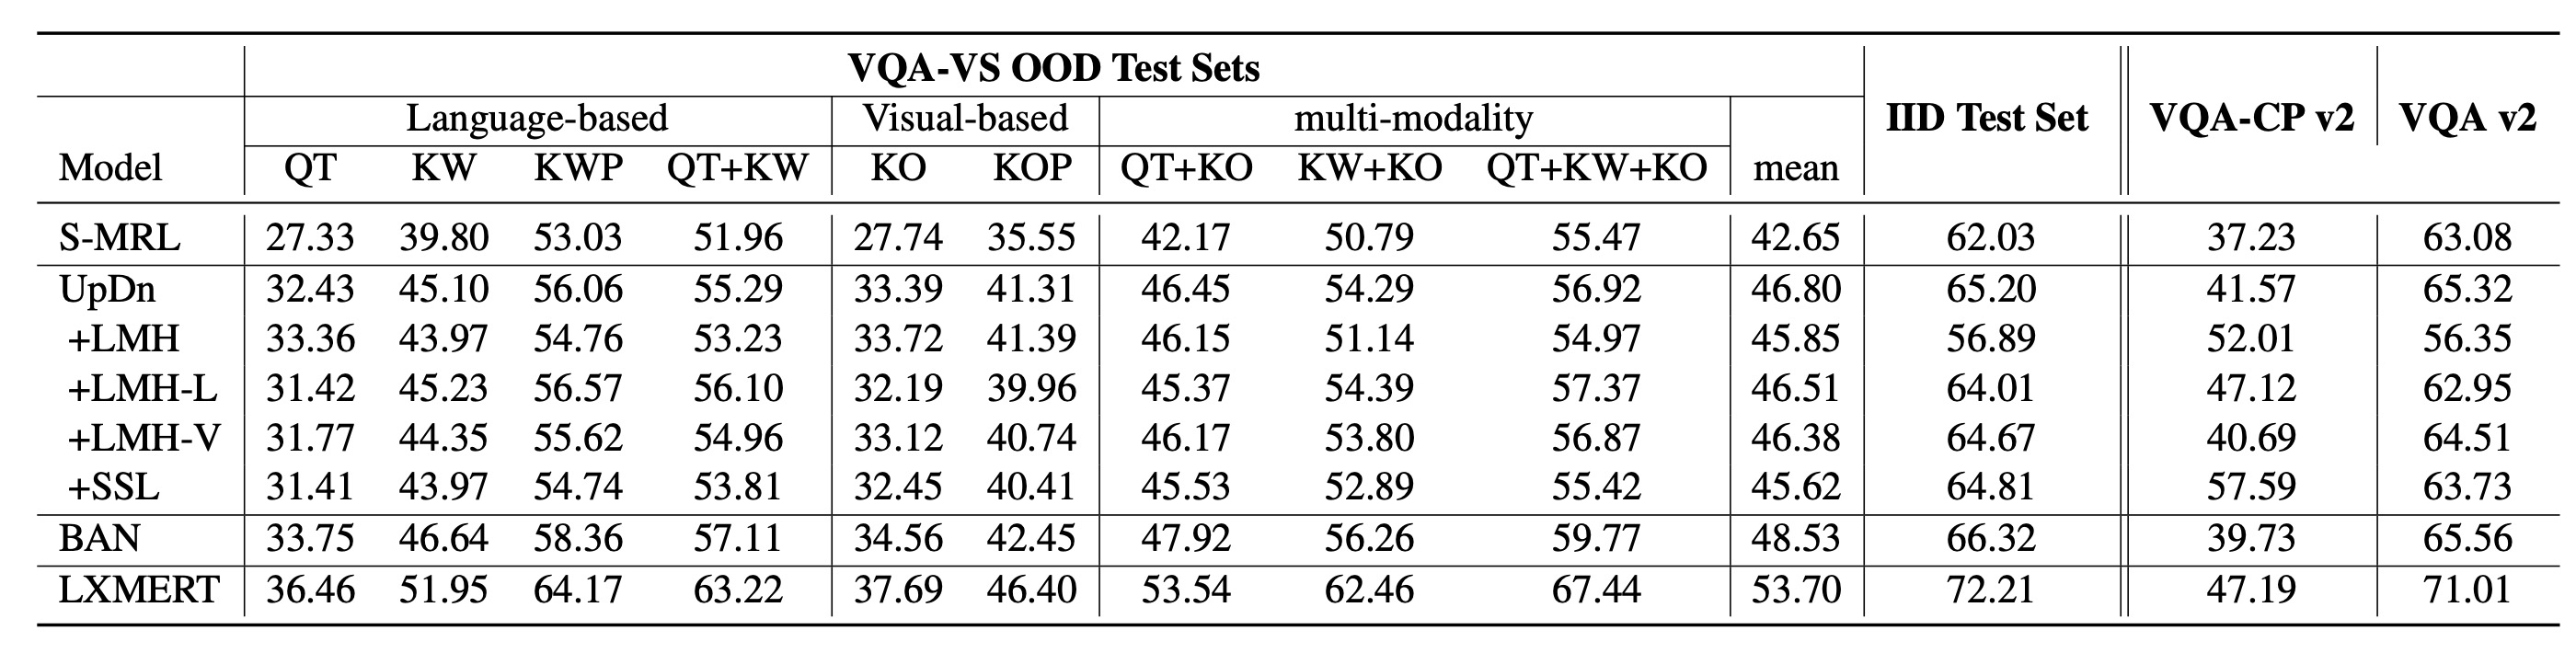 VQA-VS OOD Test Sets
Language-based Visual-based multi-modality IID Test Set VQA-CP v2 VQA v2
Model QT KW KWP QT+KW KO KOP QT+KO KW+KO QT+KW+KO mean
S-MRL 27.33 39.80 53.03 51.96 27.74 35.55 42.17 50.79 55.47 42.65 62.03 37.23 63.08
UpDn 32.43 45.10 56.06 55.29 33.39 41.31 46.45 54.29 56.92 46.80 65.20 41.57 65.32
+LMH 33.36 43.97 54.76 53.23 33.72 41.39 46.15 51.14 54.97 45.85 56.89 52.01 56.35
+LMH-L 31.42 45.23 56.57 56.10 32.19 39.96 45.37 54.39 57.37 46.51 64.01 47.12 62.95
+LMH-V 31.77 44.35 55.62 54.96 33.12 40.74 46.17 53.80 56.87 46.38 64.67 40.69 64.51
+SSL 31.41 43.97 54.74 53.81 32.45 40.41 45.53 52.89 55.42 45.62 64.81 57.59 63.73
BAN 33.75 46.64 58.36 57.11 34.56 42.45 47.92 56.26 59.77 48.53 66.32 39.73 65.56
LXMERT 36.46 51.95 64.17 63.22 37.69 46.40 53.54 62.46 67.44 53.70 72.21 47.19 71.01